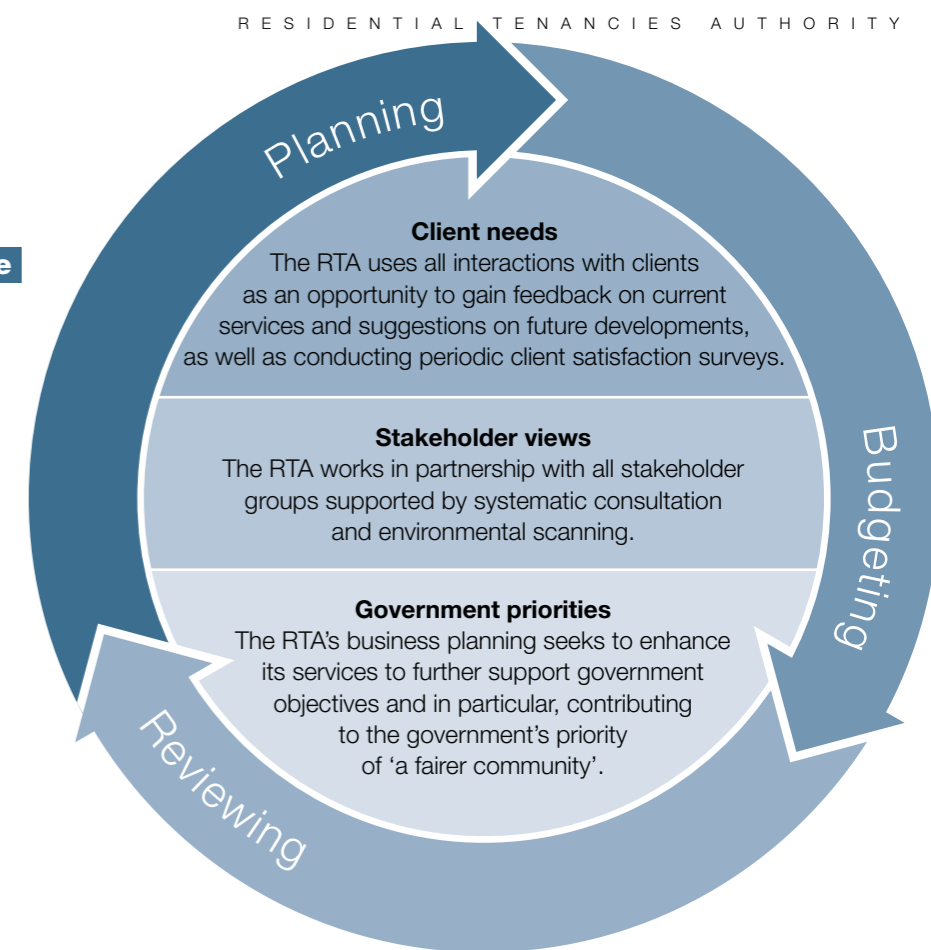 RESIDENTIAL TENANCIES AUTHORITY
Planning
e
Client needs
The RTA uses all interactions with clients
as an opportunity to gain feedback on current
services and suggestions on future developments,
as well as conducting periodic client satisfaction surveys.
Stakeholder views
The RTA works in partnership with all stakeholder
groups supported by systematic consultation
and environmental scanning.
Budgeting
Government priorities
The RTA’s business planning seeks to enhance
its services to further support government
objectives and in particular, contributing
to the government’s priority
of ‘a fairer community’.
Reviewing